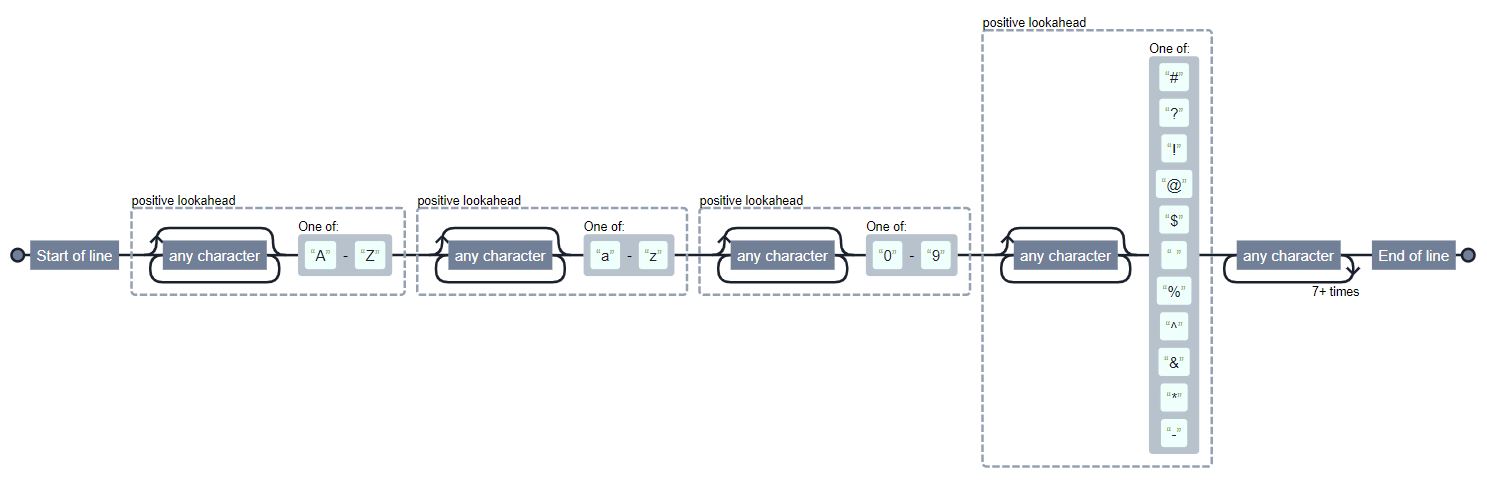 positive lookahead
One of:
“#”
“?”
“!”
“@”
“$”
“ ”
“%”
“^”
“&”
“*”
“-”
positive lookahead
positive lookahead
positive lookahead
One of:
One of:
One of:
Start of line any character “A” - “Z” any character “a” - “z” any character “0” - “9” any character any character End of line
7+ times